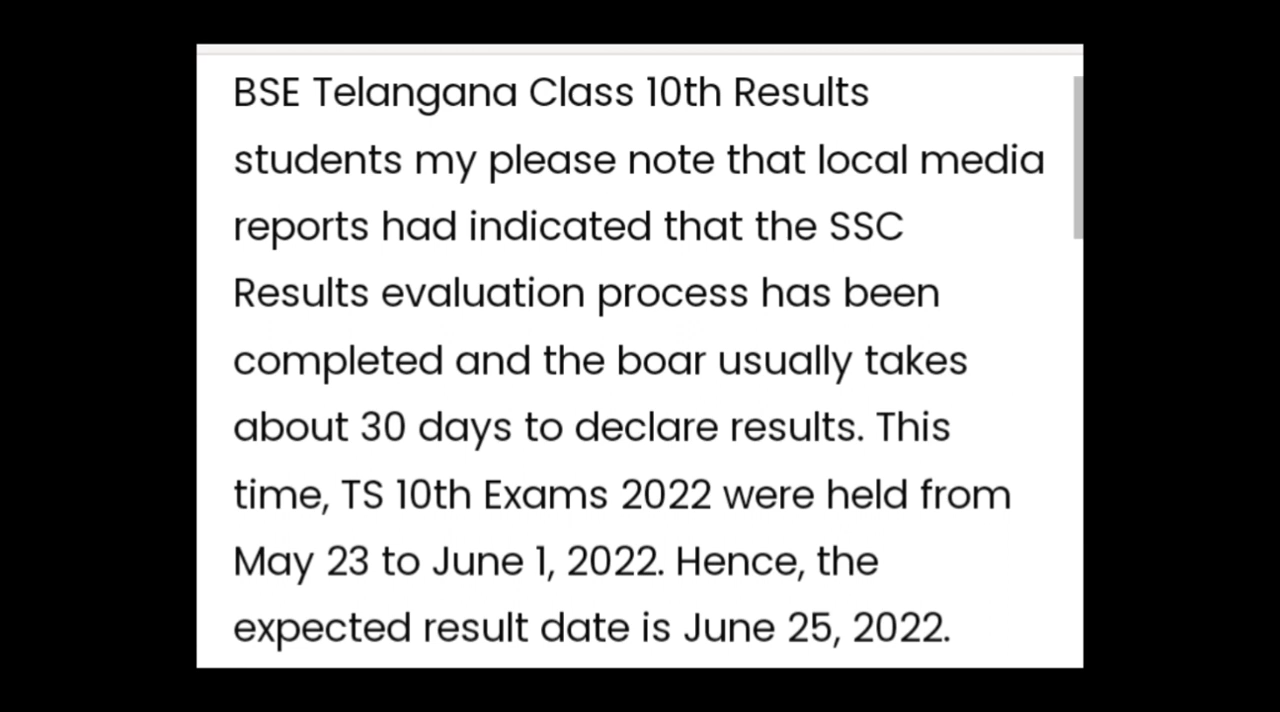 BSE Telangana Class 10th Results
students my please note that local media
reports had indicated that the SSC
Results evaluation process has been
completed and the boar usually takes
about 30 days to declare results. This
time, TS 10th Exams 2022 were held from
May 23 to June 1, 2022. Hence, the
expected result date is June 25, 2022.